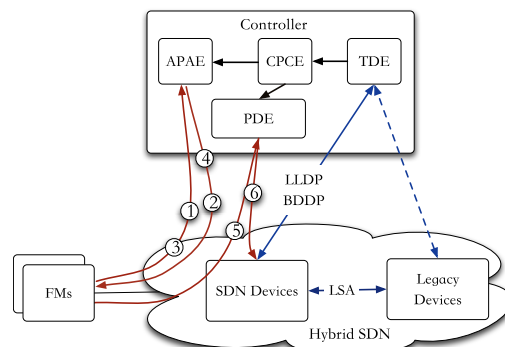 Controller
APAE
CPCE
TDE
PDE
4
6
LLDP
BDDP
1
2
5
3
FMs
SDN Devices
LSA
Legacy
Devices
Hybrid SDN